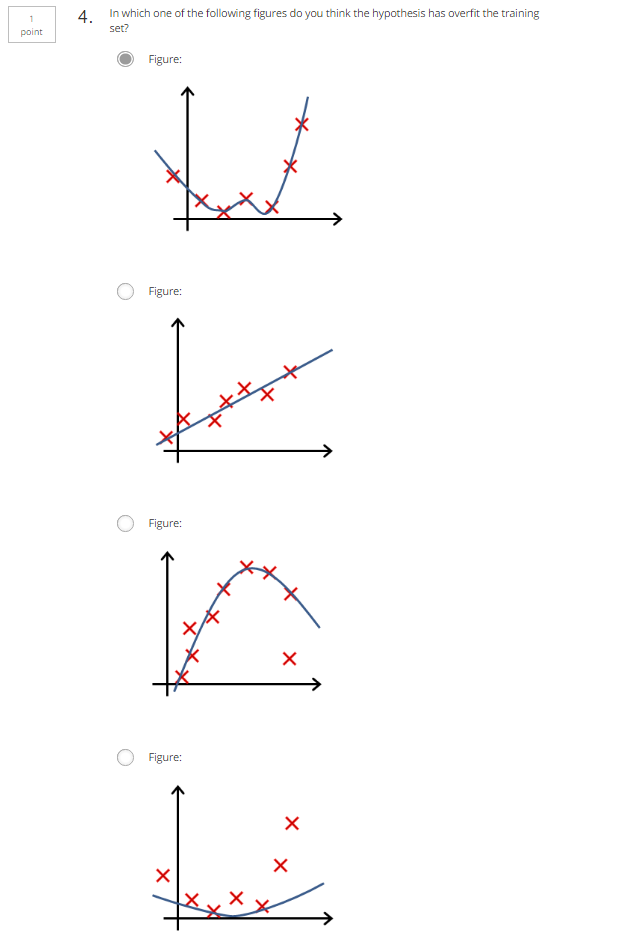 1
point
4.
In which one of the following figures do you think the hypothesis has overfit the training
set?
Figure:
Figure:
Figure:
Figure: